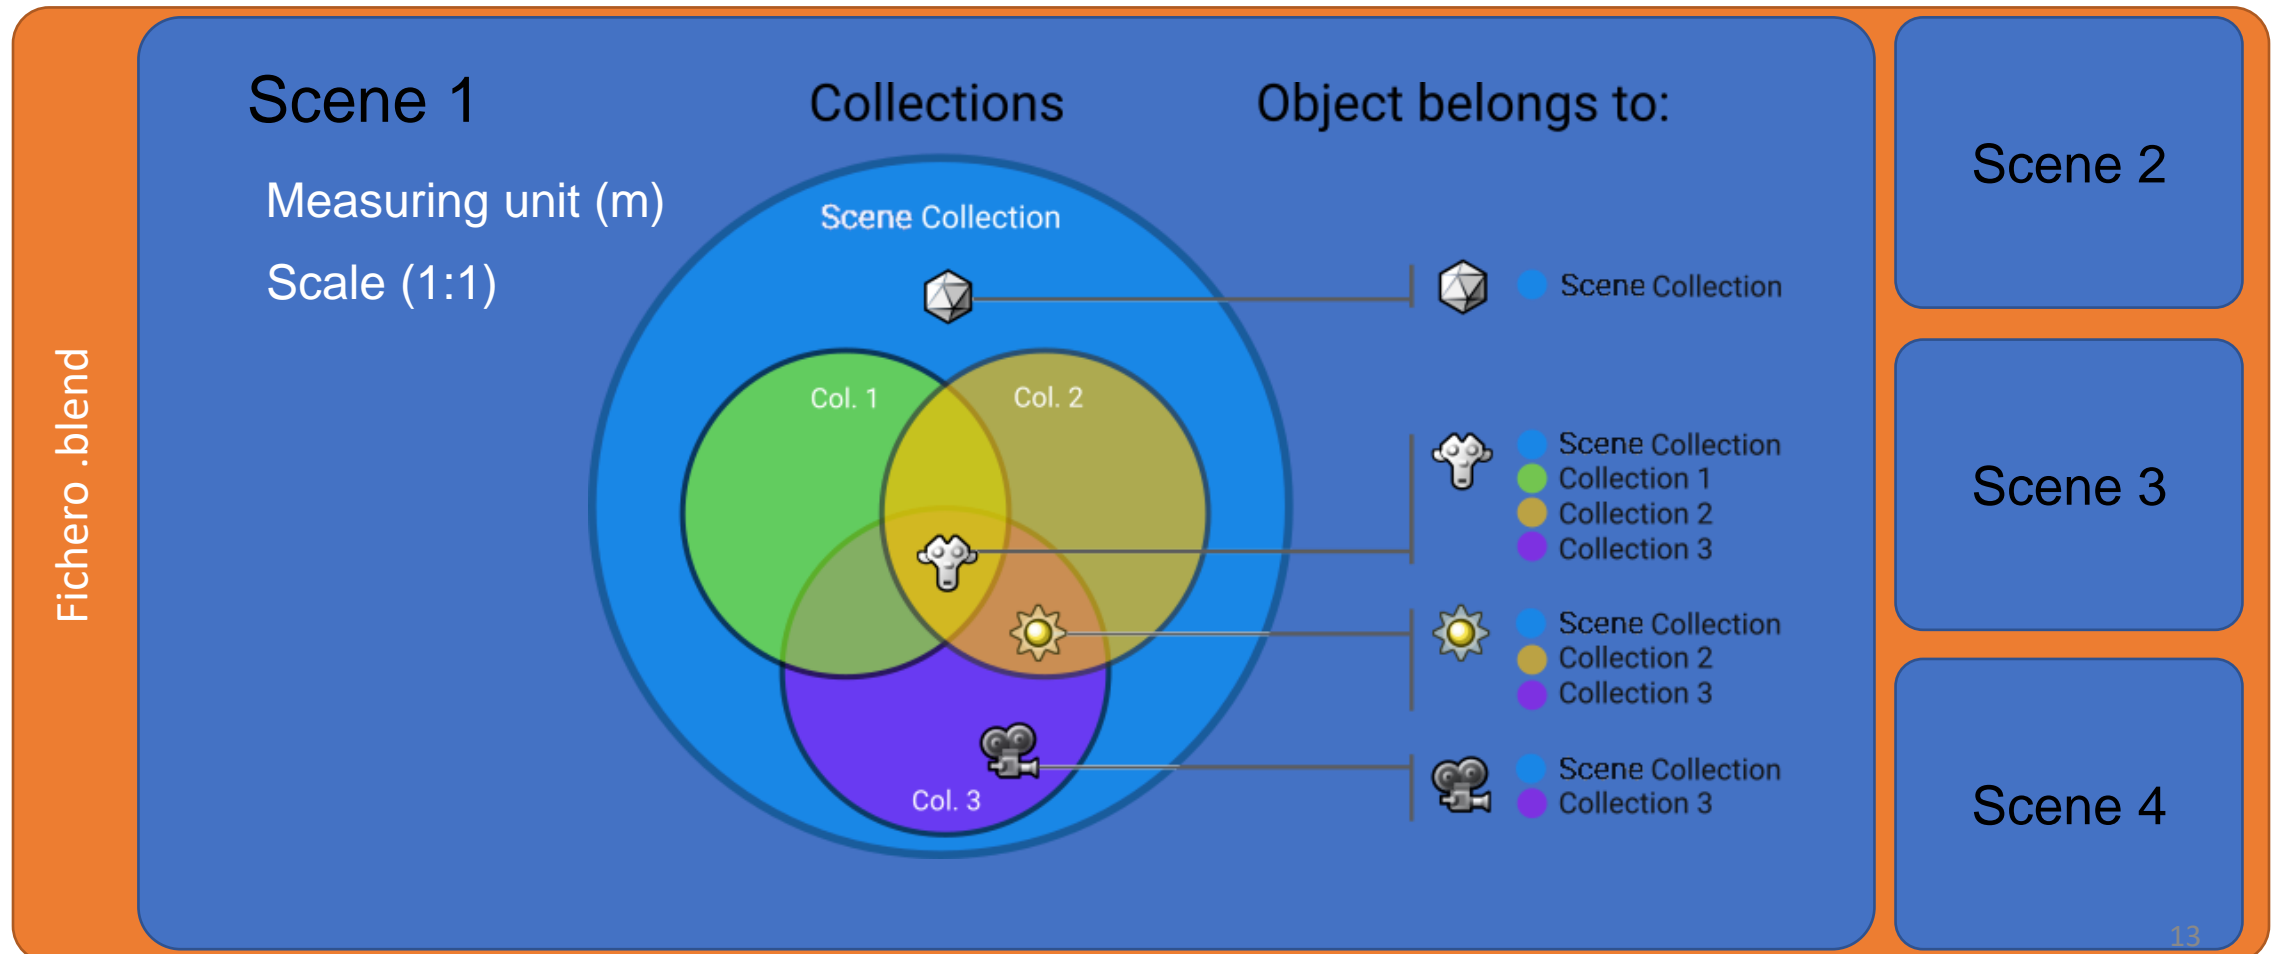 Fichero .blend
Scene 1
Measuring unit (m)
Scale (1:1)
Collections
Scene Collection
Col. 1
Col. 2
Col. 3
Object belongs to:
Scene Collection
Scene Collection
Collection 1
Collection 2
Collection 3
Scene Collection
Collection 2
Collection 3
Scene Collection
Collection 3
Scene 2
Scene 3
Scene 4
13